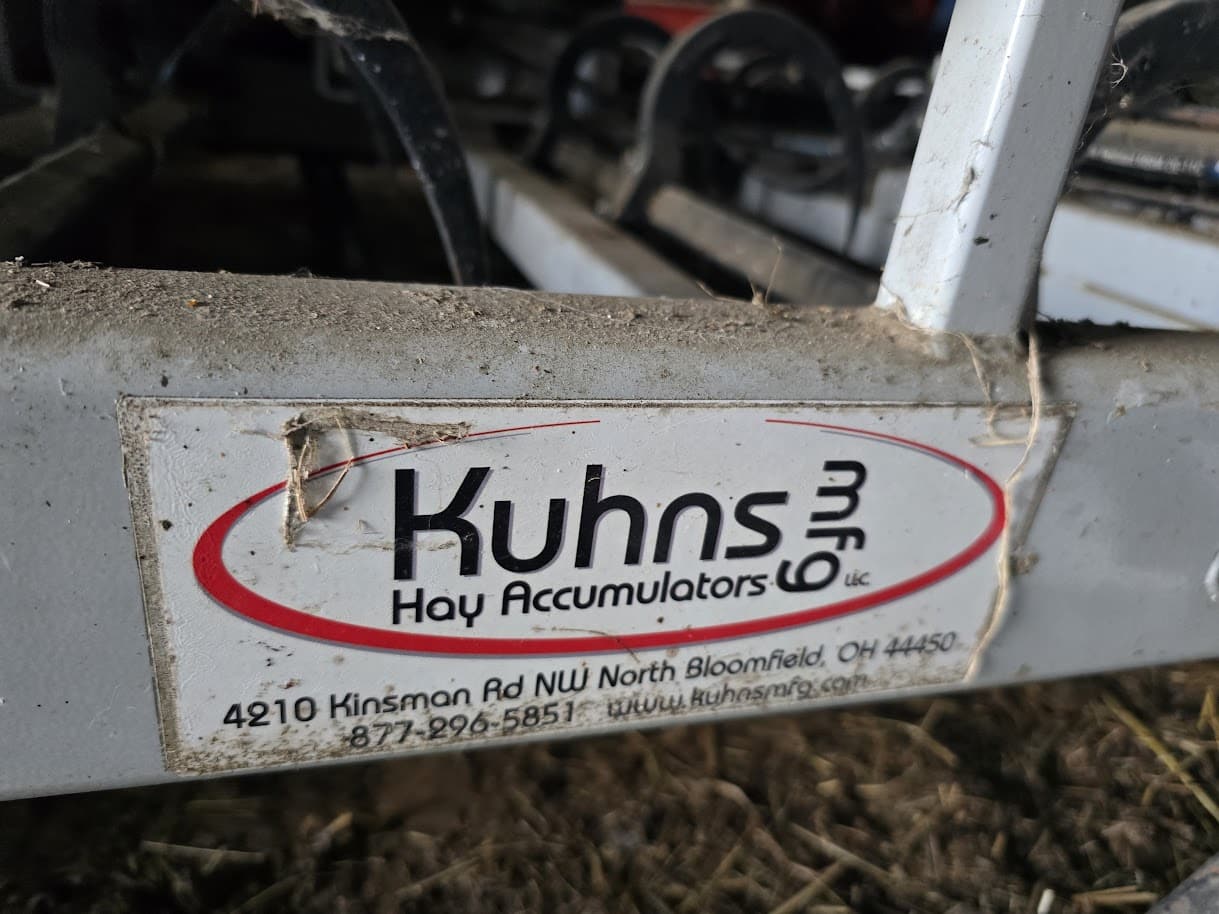 Kuhns mfg LLC
Hay Accumulators
4210 Kinsman Rd NW North Bloomfield, OH 44450
877-296-5851 www.kuhnsmfg.com